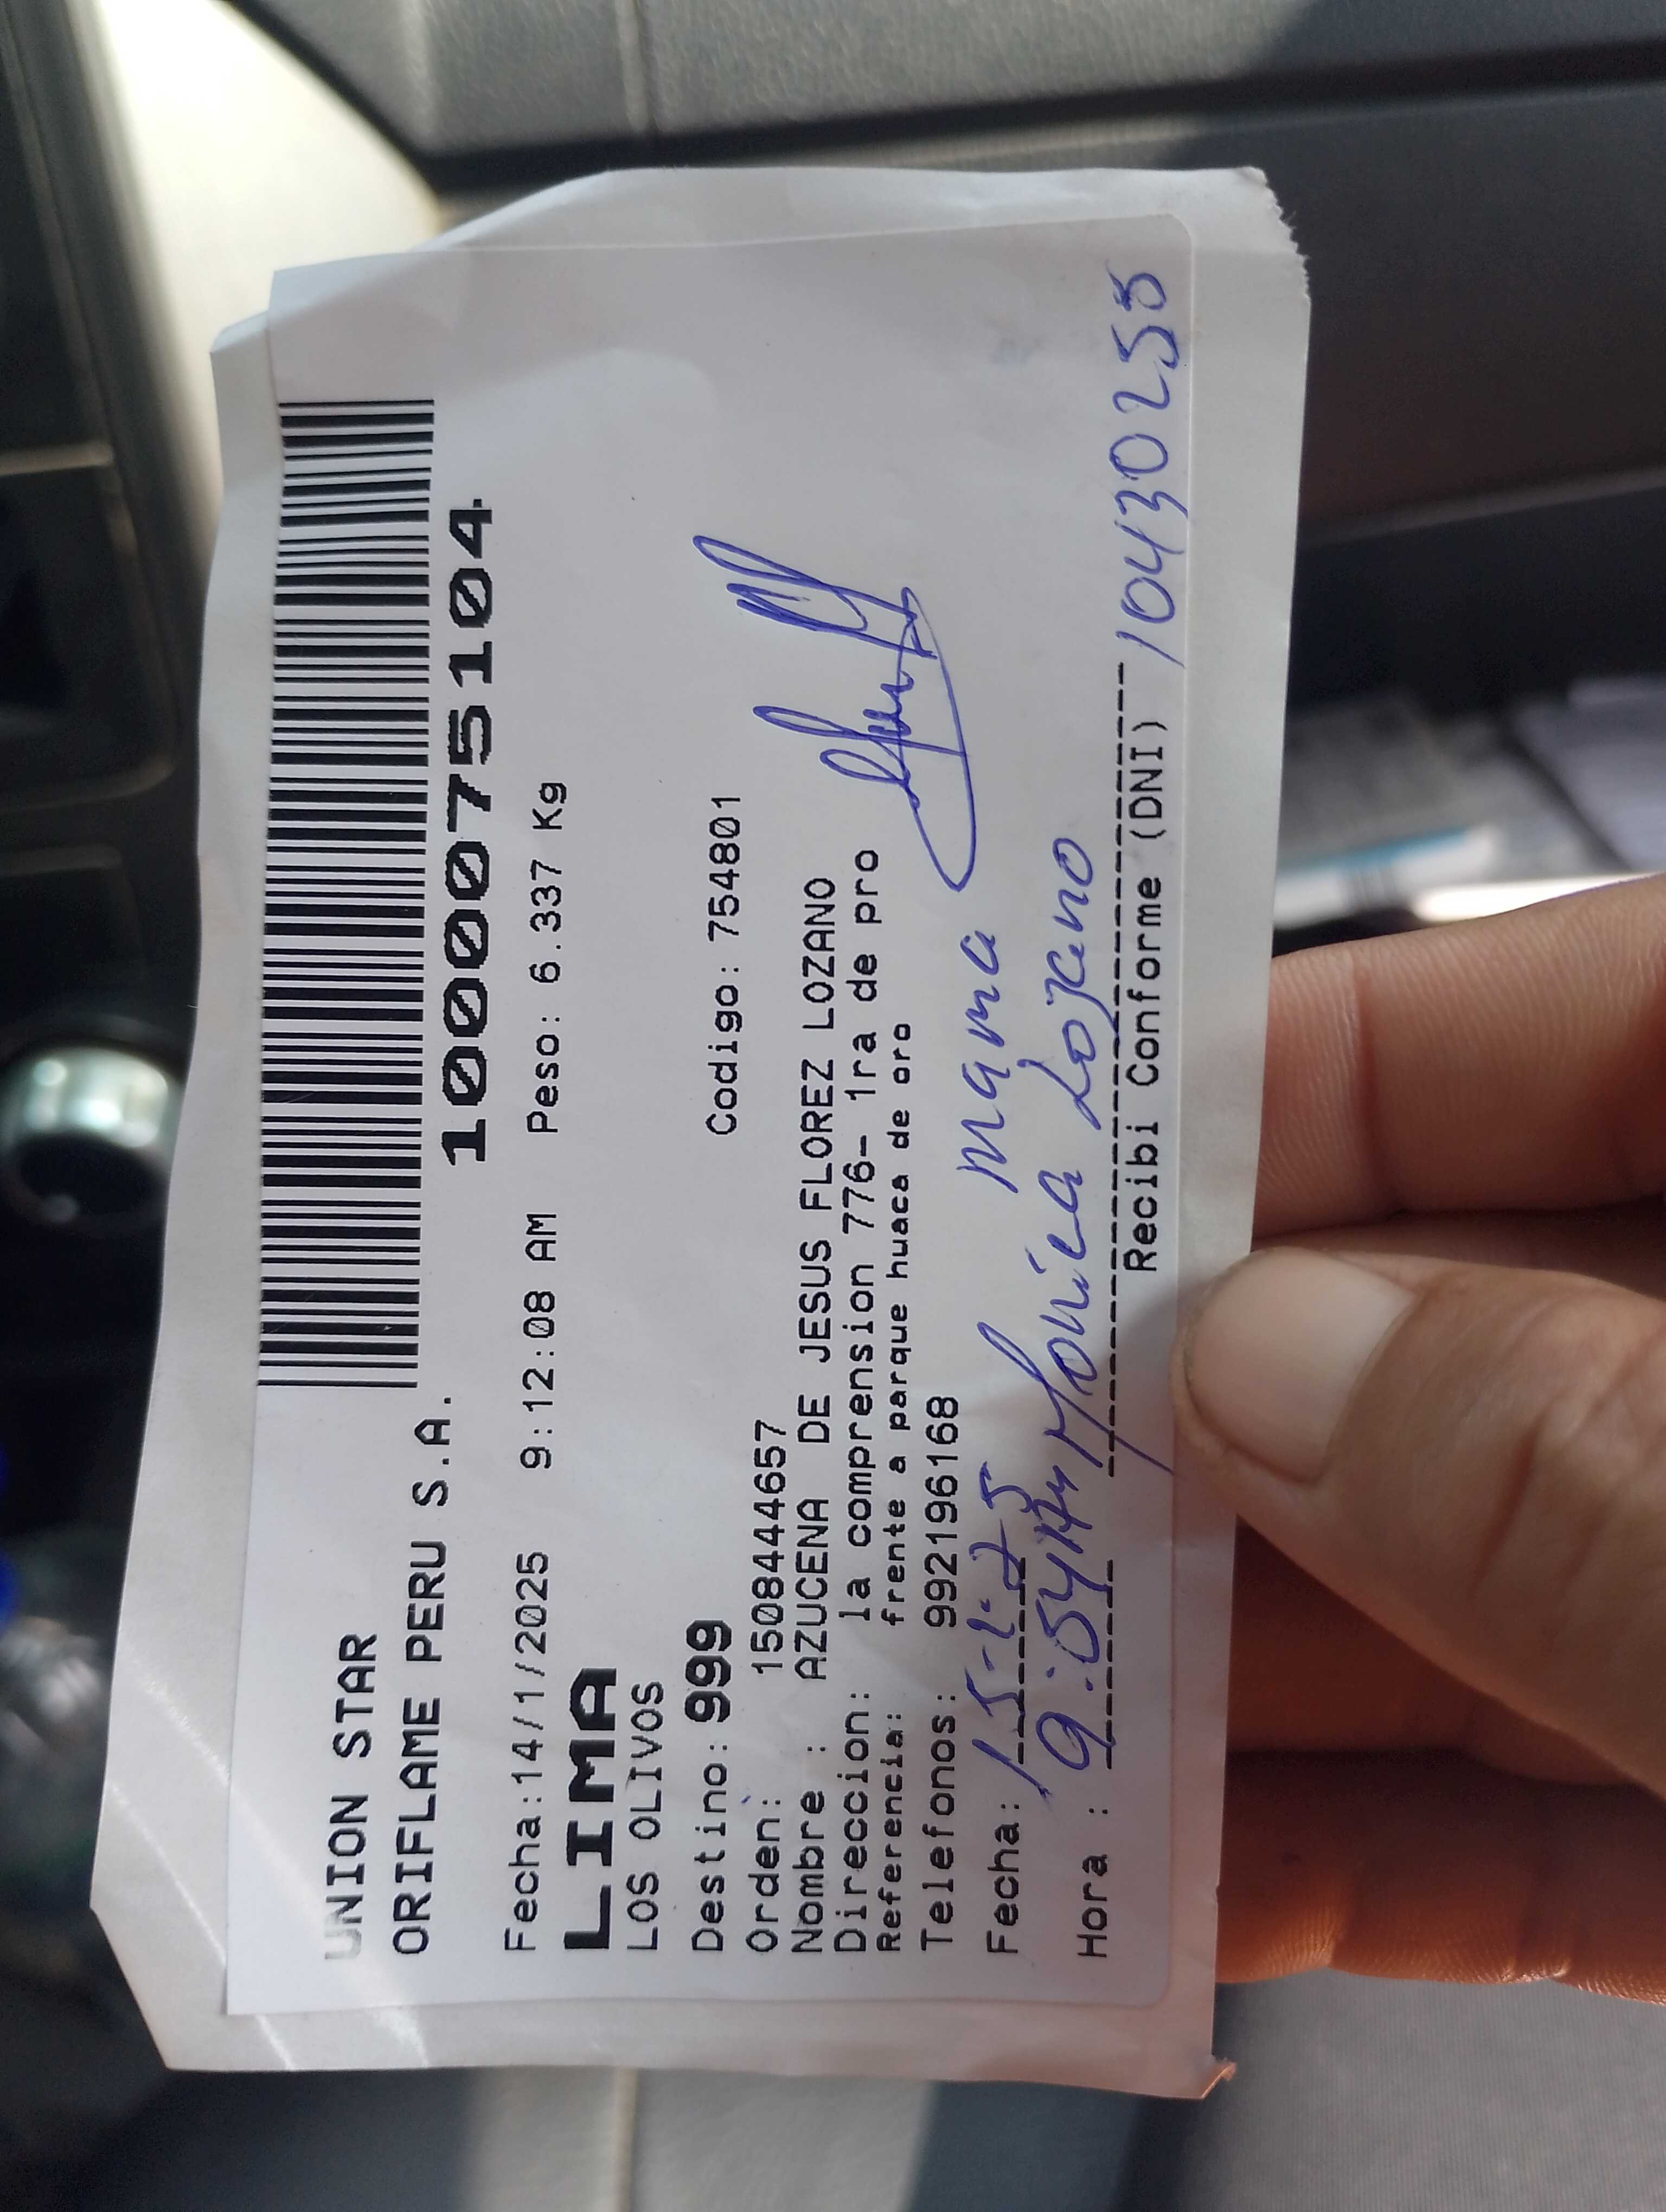 UNION STAR
ORIFLAME PERU S.A.
10007S104
Fecha:14/1/2025 9:12:08 AM Peso: 6.337 Kg
LIMA
LOS OLIVOS
Destino: 999 Codigo: 754801
Orden: 1508444657
Nombre : AZUCENA DE JESUS FLOREZ LOZANO
Direccion: la comprension 776- 1ra de pro
Referencia: frente a parque huaca de oro
Telefonos: 992196168
Fecha: 15-1-25 mama
Hora : 9:54 AM Monica Lozano
Recibi Conforme (DNI) 10430258